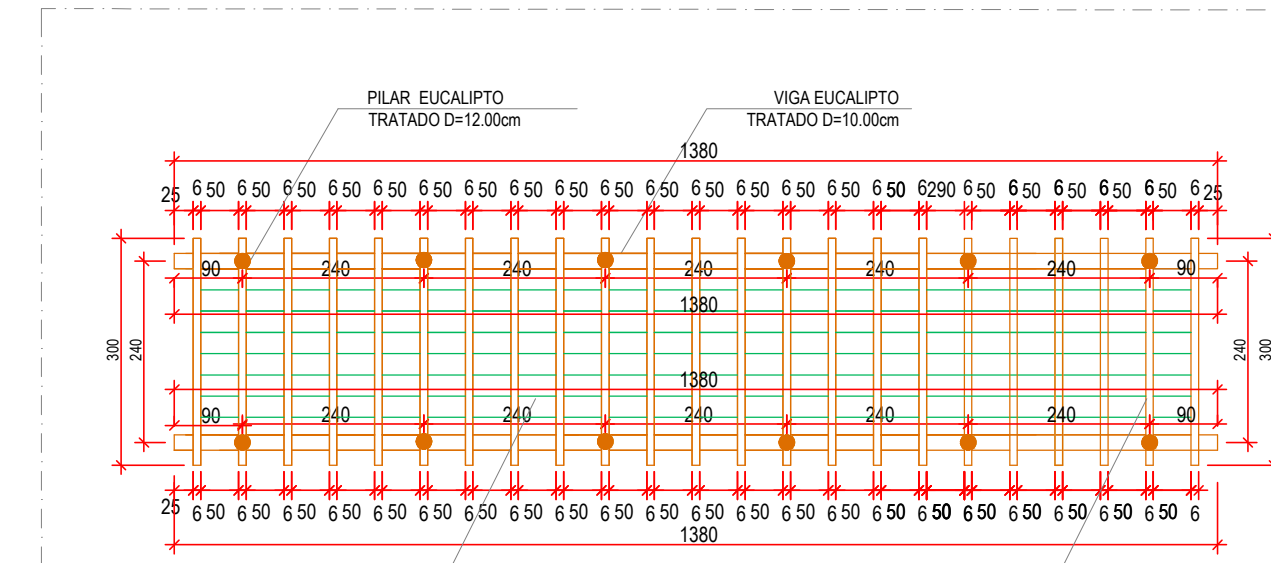 PILAR EUCALIPTO
TRATADO D=12.00cm
VIGA EUCALIPTO
TRATADO D=10.00cm
1380
25 6 50 6 50 6 50 6 50 6 50 6 50 6 50 6 50 6 50 6 50 6 50 6 50 6 50 6 50 6 50 6 50 6 290 6 50 6 50 6 50 6 50 6 50 6 25
90 240 240 240 240 240 90
1380
300 240 240 300
1380
90 240 240 240 240 240 90
25 6 50 6 50 6 50 6 50 6 50 6 50 6 50 6 50 6 50 6 50 6 50 6 50 6 50 6 50 6 50 6 50 6 50 6 50 6 50 6 50 6 50 6 50 6
1380